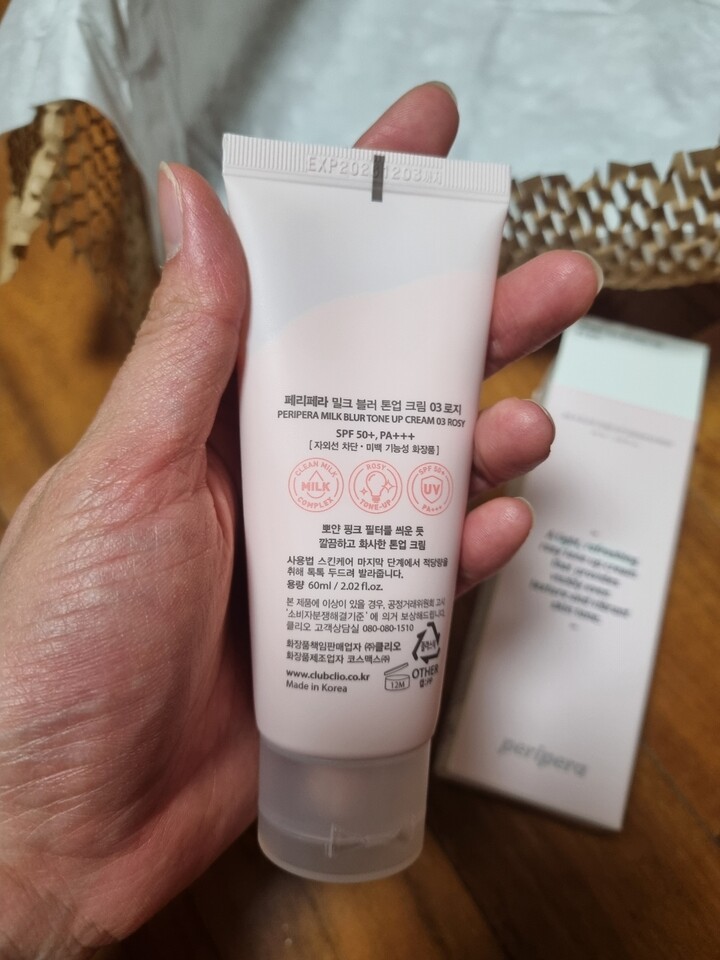 페리페라 밀크 블러 톤업 크림 03 로지
PERIPERA MILK BLUR TONE UP CREAM 03 ROSY
SPF 50+, PA+++
[ 자외선 차단 · 미백 기능성 화장품 ]
CLEAN MILK MILK COMPLEX
ROSY TONE-UP
SPF 50+ UV PA+++
뽀얀 핑크 필터를 씌운 듯
깔끔하고 화사한 톤업 크림
사용법 스킨케어 마지막 단계에서 적당량을
취해 톡톡 두드려 발라줍니다.
용량 60ml / 2.02 fl.oz.
본 제품에 이상이 있을 경우, 공정거래위원회 고시
'소비자분쟁해결기준' 에 의거 보상해드립니다.
클리오 고객상담실 080-080-1510
화장품책임판매업자 ㈜클리오
화장품제조업자 코스맥스㈜
www.clubclio.co.kr
Made in Korea
12M
OTHER
peripera